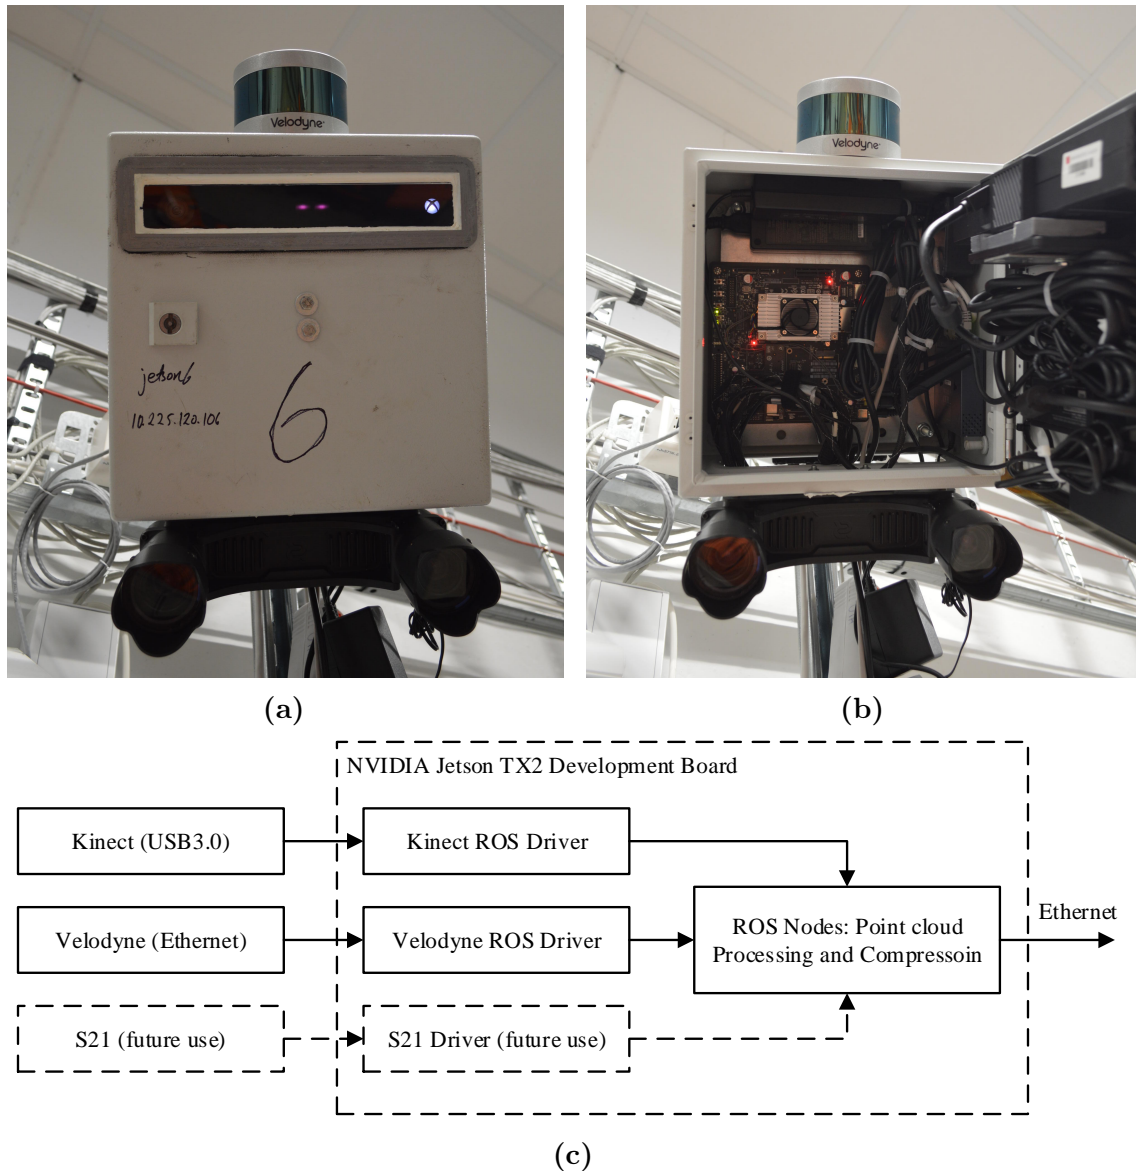 Velodyne
jetson6
10.225.120.106
6
Velodyne
(a)
(b)
NVIDIA Jetson TX2 Development Board
Kinect (USB3.0)
Kinect ROS Driver
Velodyne (Ethernet)
Velodyne ROS Driver
ROS Nodes: Point cloud
Processing and Compressoin
Ethernet
S21 (future use)
S21 Driver (future use)
(c)